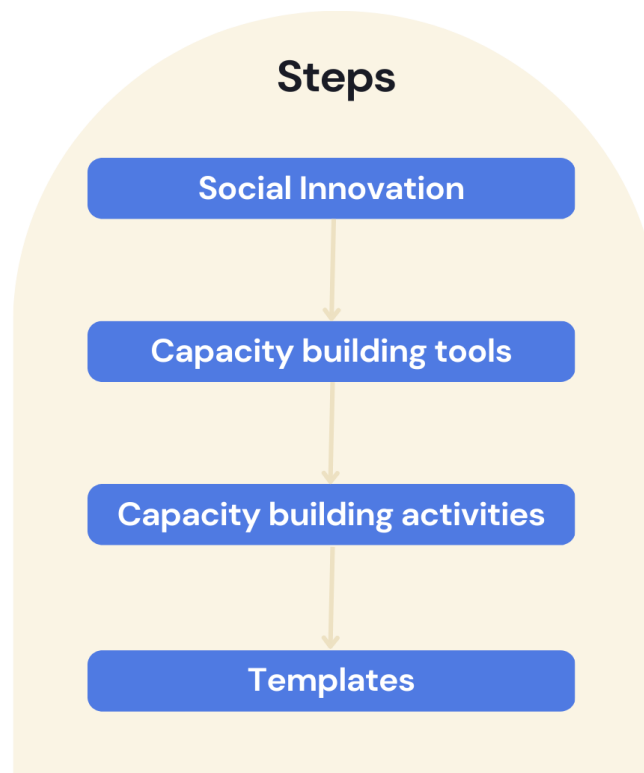 Steps
Social Innovation
Capacity building tools
Capacity building activities
Templates